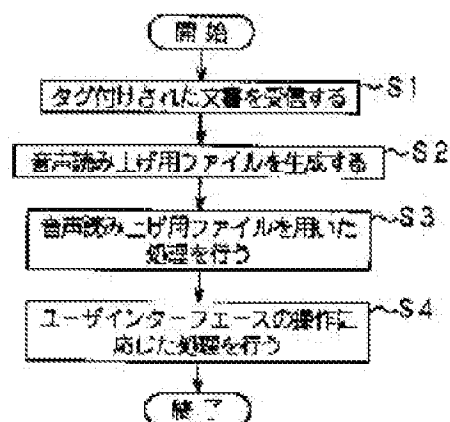 開始
タグ付けされた文書を受信する
S1
音声読み上げ用ファイルを生成する
S2
音声読み上げ用ファイルを用いた
処理を行う
S3
ユーザインターフェースの操作に
応じた処理を行う
S4
終了